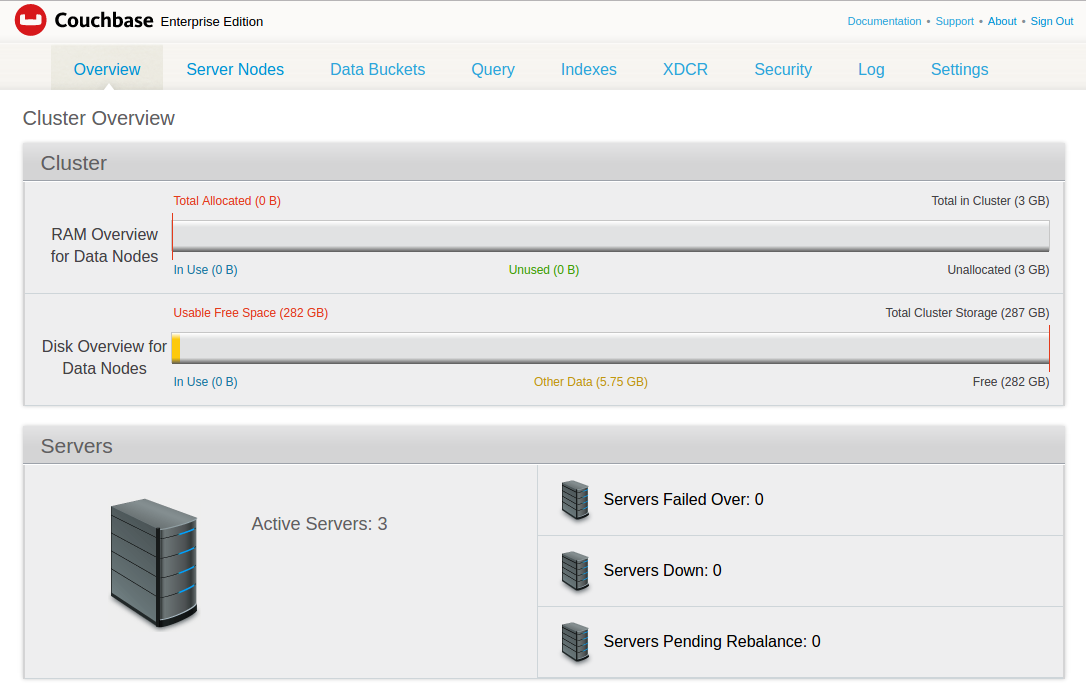 Couchbase Enterprise Edition
Documentation • Support • About • Sign Out
Overview Server Nodes Data Buckets Query Indexes XDCR Security Log Settings
Cluster Overview
Cluster
Total Allocated (0 B) Total in Cluster (3 GB)
RAM Overview
for Data Nodes
In Use (0 B) Unused (0 B) Unallocated (3 GB)
Usable Free Space (282 GB) Total Cluster Storage (287 GB)
Disk Overview for
Data Nodes
In Use (0 B) Other Data (5.75 GB) Free (282 GB)
Servers
Active Servers: 3
Servers Failed Over: 0
Servers Down: 0
Servers Pending Rebalance: 0